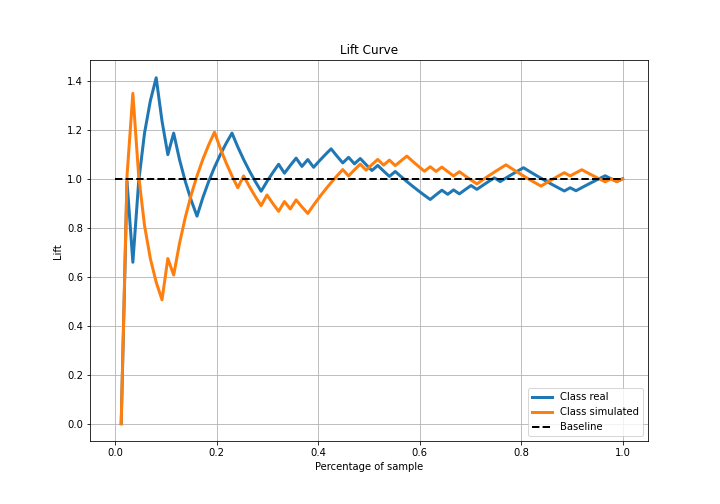 Lift Curve
Lift
1.4
1.2
1.0
0.8
0.6
0.4
0.2
0.0
0.0 0.2 0.4 0.6 0.8 1.0
Percentage of sample
Class real
Class simulated
Baseline